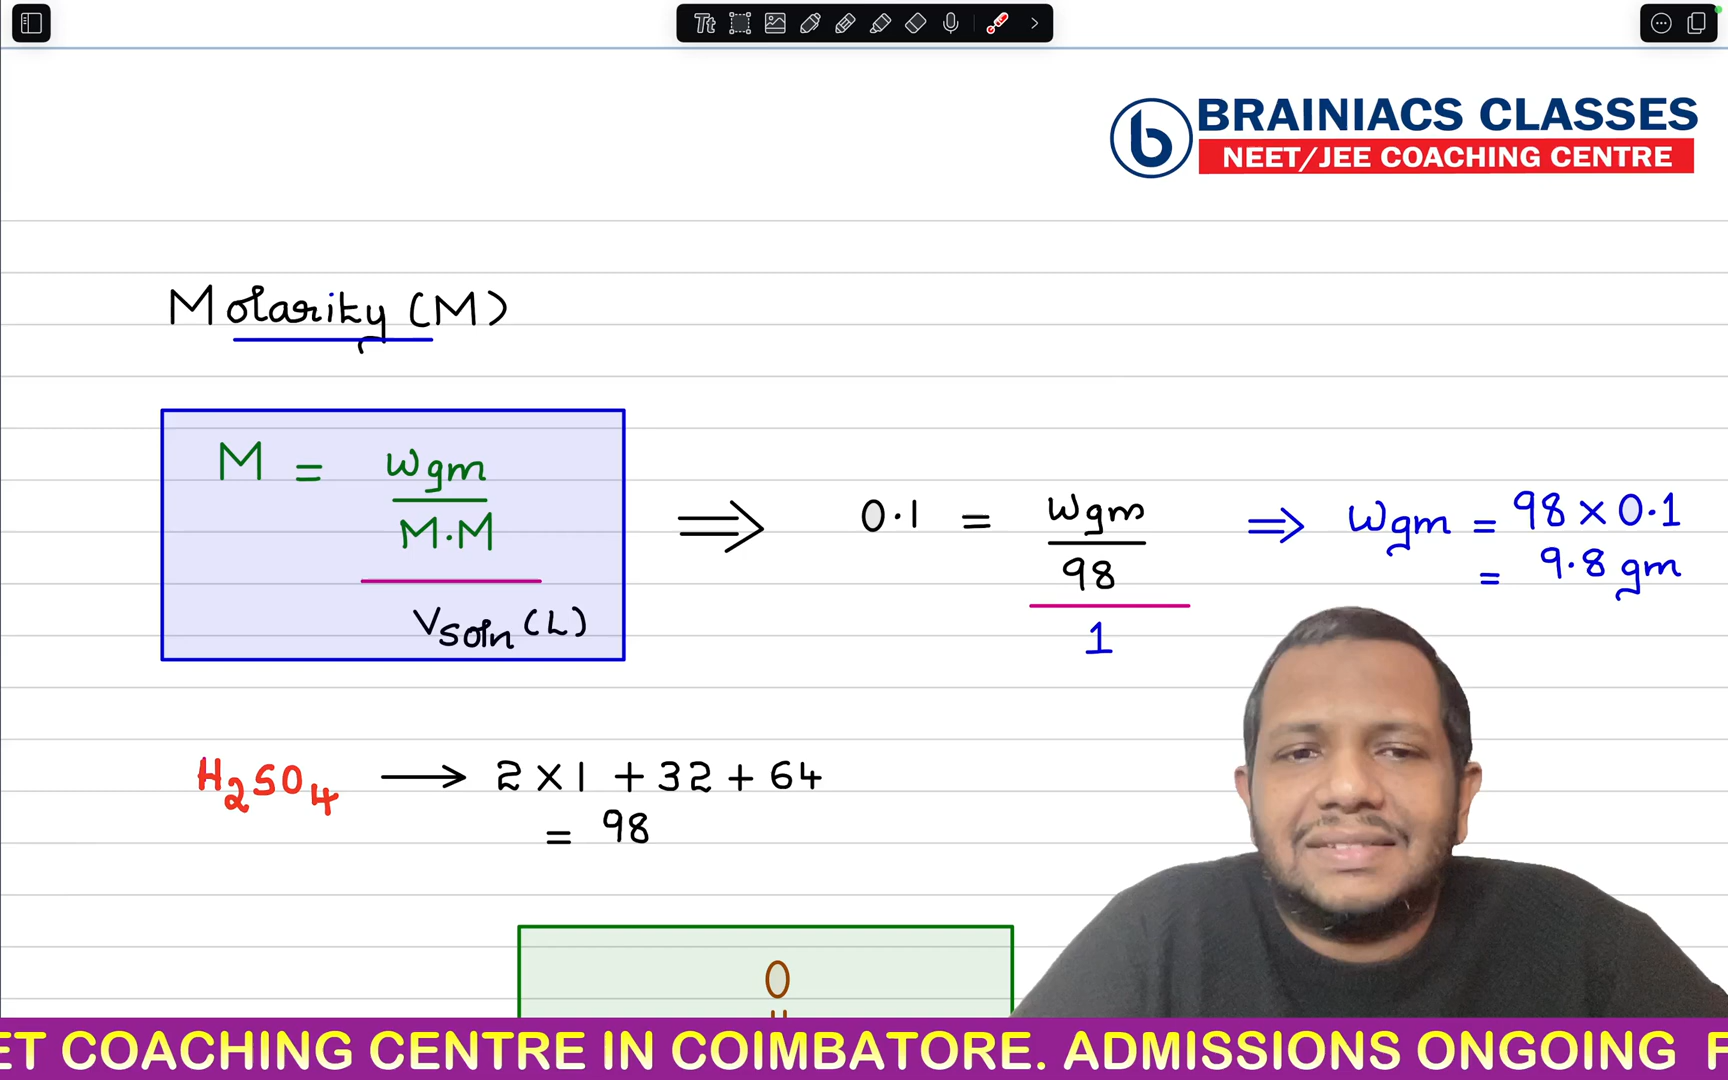 Tt
BRAINIACS CLASSES
b
NEET/JEE COACHING CENTRE
Molarity (M)
M = wgm / M.M / Vsoln (L) ⟹ 0.1 = wgm / 98 / 1 ⟹ wgm = 98 × 0.1
= 9.8 gm
H₂SO₄ ⟶ 2 × 1 + 32 + 64
= 98
O
ET COACHING CENTRE IN COIMBATORE. ADMISSIONS ONGOING F